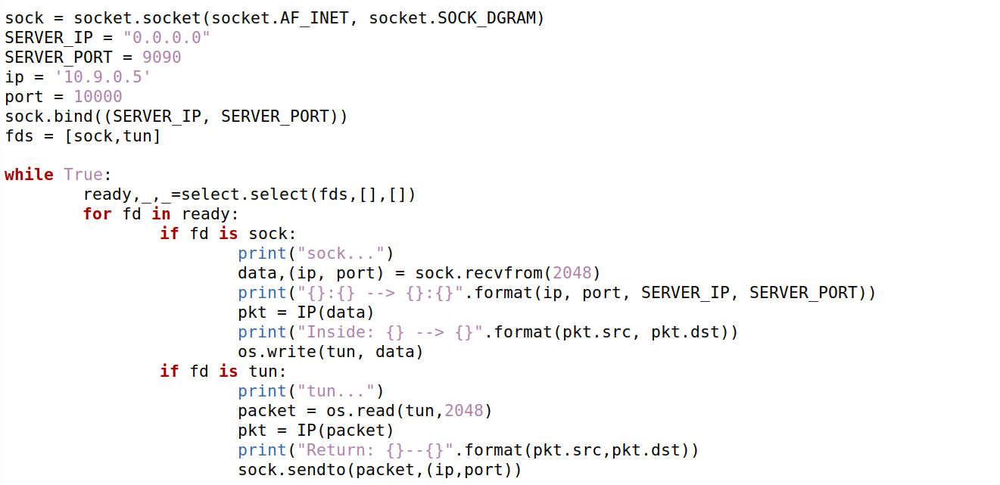 sock = socket.socket(socket.AF_INET, socket.SOCK_DGRAM)
SERVER_IP = "0.0.0.0"
SERVER_PORT = 9090
ip = '10.9.0.5'
port = 10000
sock.bind((SERVER_IP, SERVER_PORT))
fds = [sock,tun]

while True:
        ready,_,_=select.select(fds,[],[])
        for fd in ready:
                if fd is sock:
                        print("sock...")
                        data,(ip, port) = sock.recvfrom(2048)
                        print("{}:{} --> {}:{}".format(ip, port, SERVER_IP, SERVER_PORT))
                        pkt = IP(data)
                        print("Inside: {} --> {}".format(pkt.src, pkt.dst))
                        os.write(tun, data)
                if fd is tun:
                        print("tun...")
                        packet = os.read(tun,2048)
                        pkt = IP(packet)
                        print("Return: {}--{}".format(pkt.src,pkt.dst))
                        sock.sendto(packet,(ip,port))